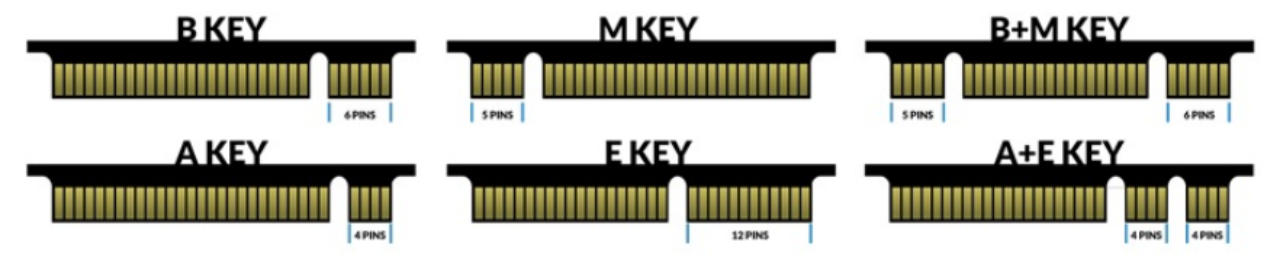 B KEY
M KEY
B+M KEY
6 PINS
5 PINS
5 PINS
6 PINS
A KEY
E KEY
A+E KEY
4 PINS
12 PINS
4 PINS
4 PINS